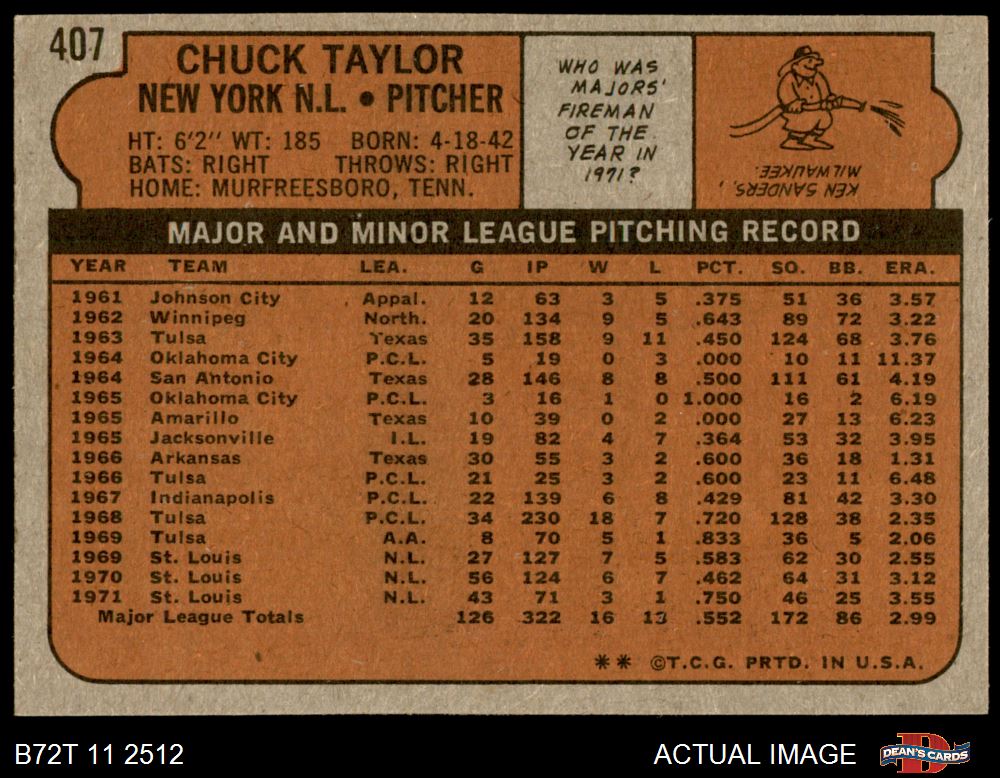 407
CHUCK TAYLOR
NEW YORK N.L. • PITCHER
HT: 6'2'' WT: 185 BORN: 4-18-42
BATS: RIGHT THROWS: RIGHT
HOME: MURFREESBORO, TENN.
WHO WAS
MAJORS'
FIREMAN
OF THE
YEAR IN
1971?
KEN SANDERS,
MILWAUKEE.
MAJOR AND MINOR LEAGUE PITCHING RECORD
YEAR TEAM LEA. G IP W L PCT. SO. BB. ERA.
1961 Johnson City Appal. 12 63 3 5 .375 51 36 3.57
1962 Winnipeg North. 20 134 9 5 .643 89 72 3.22
1963 Tulsa Texas 35 158 9 11 .450 124 68 3.76
1964 Oklahoma City P.C.L. 5 19 0 3 .000 10 11 11.37
1964 San Antonio Texas 28 146 8 8 .500 111 61 4.19
1965 Oklahoma City P.C.L. 3 16 1 0 1.000 16 2 6.19
1965 Amarillo Texas 10 39 0 2 .000 27 13 6.23
1965 Jacksonville I.L. 19 82 4 7 .364 53 32 3.95
1966 Arkansas Texas 30 55 3 2 .600 36 18 1.31
1966 Tulsa P.C.L. 21 25 3 2 .600 23 11 6.48
1967 Indianapolis P.C.L. 22 139 6 8 .429 81 42 3.30
1968 Tulsa P.C.L. 34 230 18 7 .720 128 38 2.35
1969 Tulsa A.A. 8 70 5 1 .833 36 5 2.06
1969 St. Louis N.L. 27 127 7 5 .583 62 30 2.55
1970 St. Louis N.L. 56 124 6 7 .462 64 31 3.12
1971 St. Louis N.L. 43 71 3 1 .750 46 25 3.55
Major League Totals 126 322 16 13 .552 172 86 2.99
** ©T.C.G. PRTD. IN U.S.A.
B72T 11 2512
ACTUAL IMAGE
D
DEAN'S CARDS